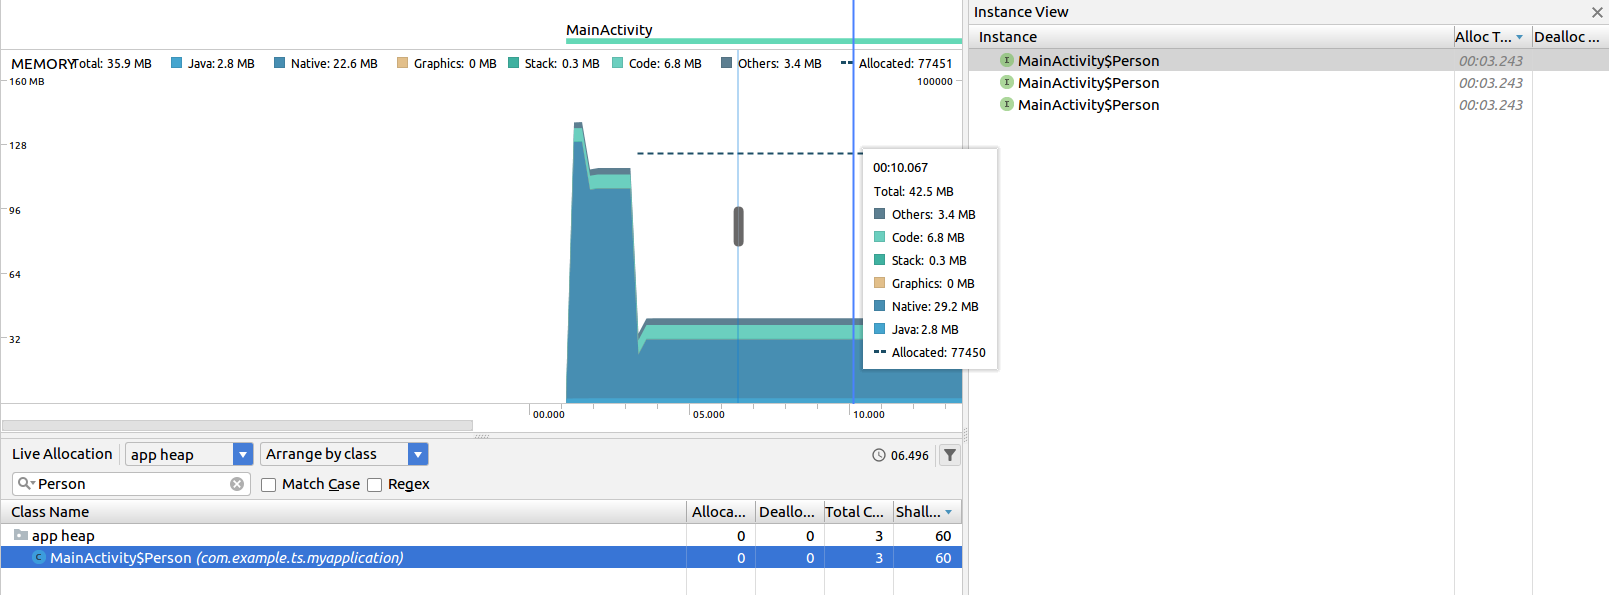 MainActivity
MEMORY Total: 35.9 MB Java: 2.8 MB Native: 22.6 MB Graphics: 0 MB Stack: 0.3 MB Code: 6.8 MB Others: 3.4 MB Allocated: 77451
160 MB
100000
128
96
64
32
00:10.067
Total: 42.5 MB
Others: 3.4 MB
Code: 6.8 MB
Stack: 0.3 MB
Graphics: 0 MB
Native: 29.2 MB
Java: 2.8 MB
Allocated: 77450
00.000 05.000 10.000
Live Allocation app heap Arrange by class 06.496
Person Match Case Regex
Class Name Alloca... Deallo... Total C... Shall...
app heap 0 0 3 60
C MainActivity$Person (com.example.ts.myapplication) 0 0 3 60
Instance View
Instance Alloc T... Dealloc ...
I MainActivity$Person 00:03.243
I MainActivity$Person 00:03.243
I MainActivity$Person 00:03.243